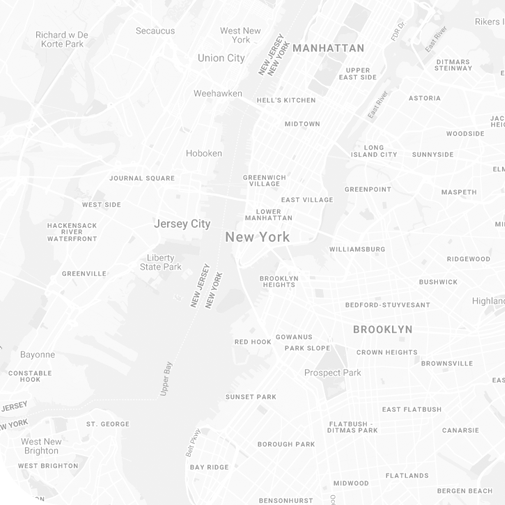 Richard w De
Korte Park
Secaucus
West New
York
Union City
NEW JERSEY
NEW YORK
MANHATTAN
FDR Dr
East River
Rikers I
UPPER
EAST SIDE
DITMARS
STEINWAY
Weehawken
HELL'S KITCHEN
East River
ASTORIA
MIDTOWN
WOODSIDE
Hoboken
LONG
ISLAND CITY
SUNNYSIDE
JOURNAL SQUARE
GREENWICH
VILLAGE
GREENPOINT
MASPETH
WEST SIDE
EAST VILLAGE
LOWER
MANHATTAN
HACKENSACK
RIVER
WATERFRONT
Jersey City
New York
WILLIAMSBURG
Liberty
State Park
RIDGEWOOD
GREENVILLE
NEW JERSEY
NEW YORK
BROOKLYN
HEIGHTS
BUSHWICK
BEDFORD-STUYVESANT
Highlan
BROOKLYN
RED HOOK
GOWANUS
PARK SLOPE
CROWN HEIGHTS
Bayonne
BROWNSVILLE
CONSTABLE
HOOK
Upper Bay
Prospect Park
EAS
JERSEY
W YORK
SUNSET PARK
EAST FLATBUSH
ST. GEORGE
FLATBUSH -
DITMAS PARK
CANARSIE
West New
Brighton
Belt Pkwy
BOROUGH PARK
WEST BRIGHTON
BAY RIDGE
FLATLANDS
MIDWOOD
BERGEN BEACH
BENSONHURST